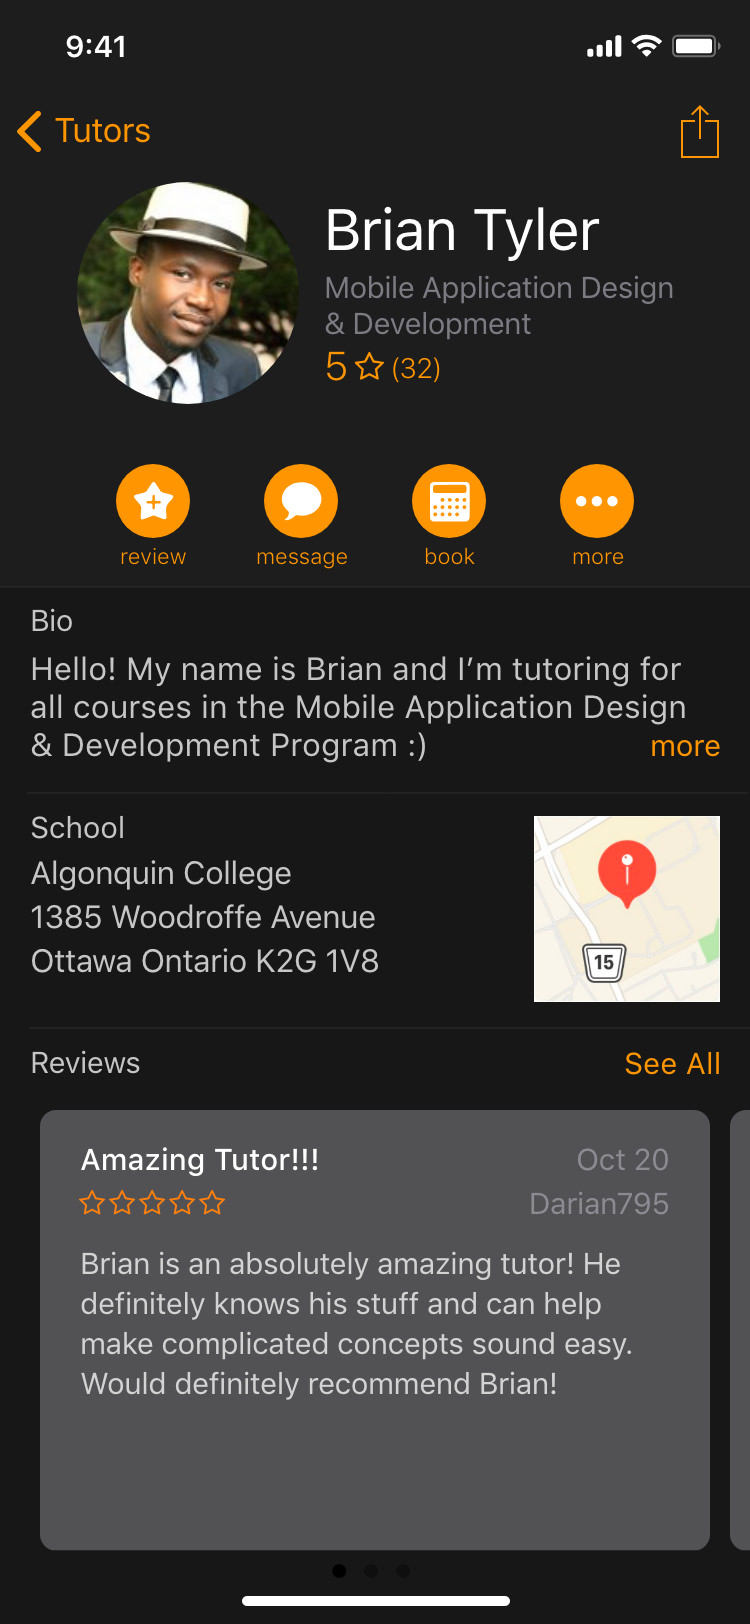 9:41
Tutors
Brian Tyler
Mobile Application Design
& Development
5 (32)
review
message
book
more
Bio
Hello! My name is Brian and I’m tutoring for
all courses in the Mobile Application Design
& Development Program :)
more
School
Algonquin College
1385 Woodroffe Avenue
Ottawa Ontario K2G 1V8
15
Reviews
See All
Amazing Tutor!!!
Oct 20
Darian795
Brian is an absolutely amazing tutor! He
definitely knows his stuff and can help
make complicated concepts sound easy.
Would definitely recommend Brian!